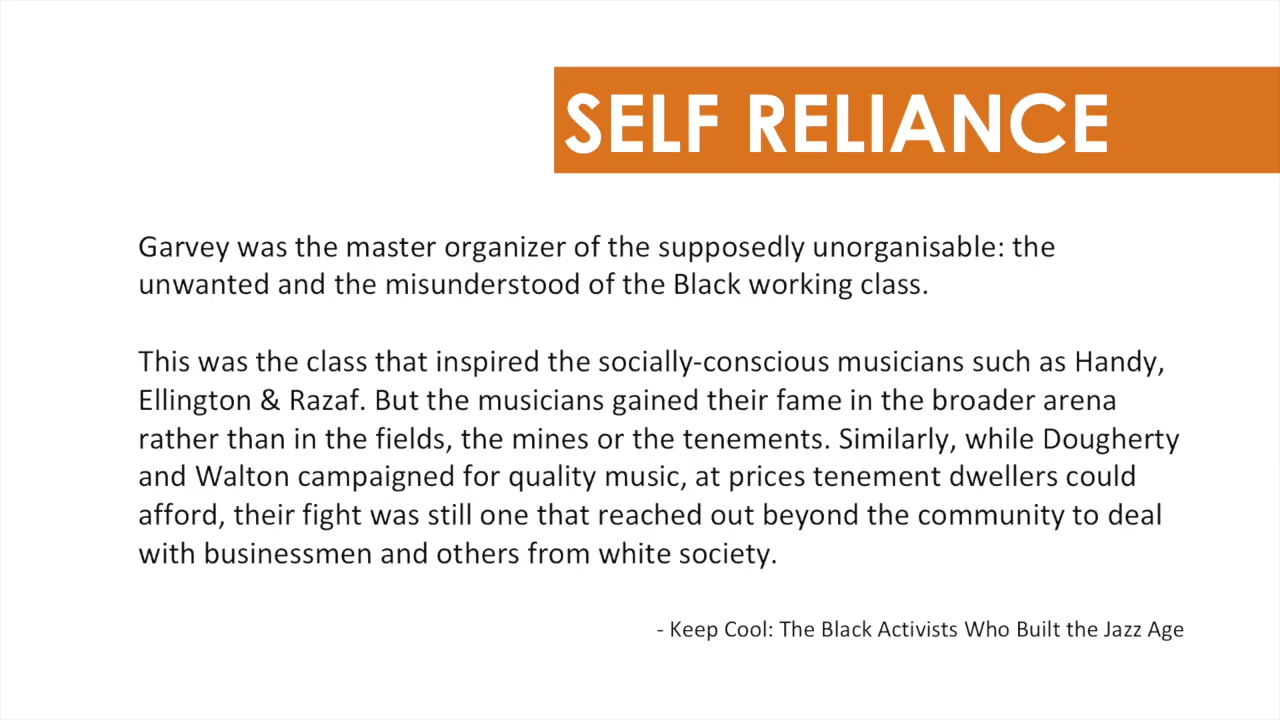 SELF RELIANCE
Garvey was the master organizer of the supposedly unorganisable: the
unwanted and the misunderstood of the Black working class.
This was the class that inspired the socially-conscious musicians such as Handy,
Ellington & Razaf. But the musicians gained their fame in the broader arena
rather than in the fields, the mines or the tenements. Similarly, while Dougherty
and Walton campaigned for quality music, at prices tenement dwellers could
afford, their fight was still one that reached out beyond the community to deal
with businessmen and others from white society.
- Keep Cool: The Black Activists Who Built the Jazz Age